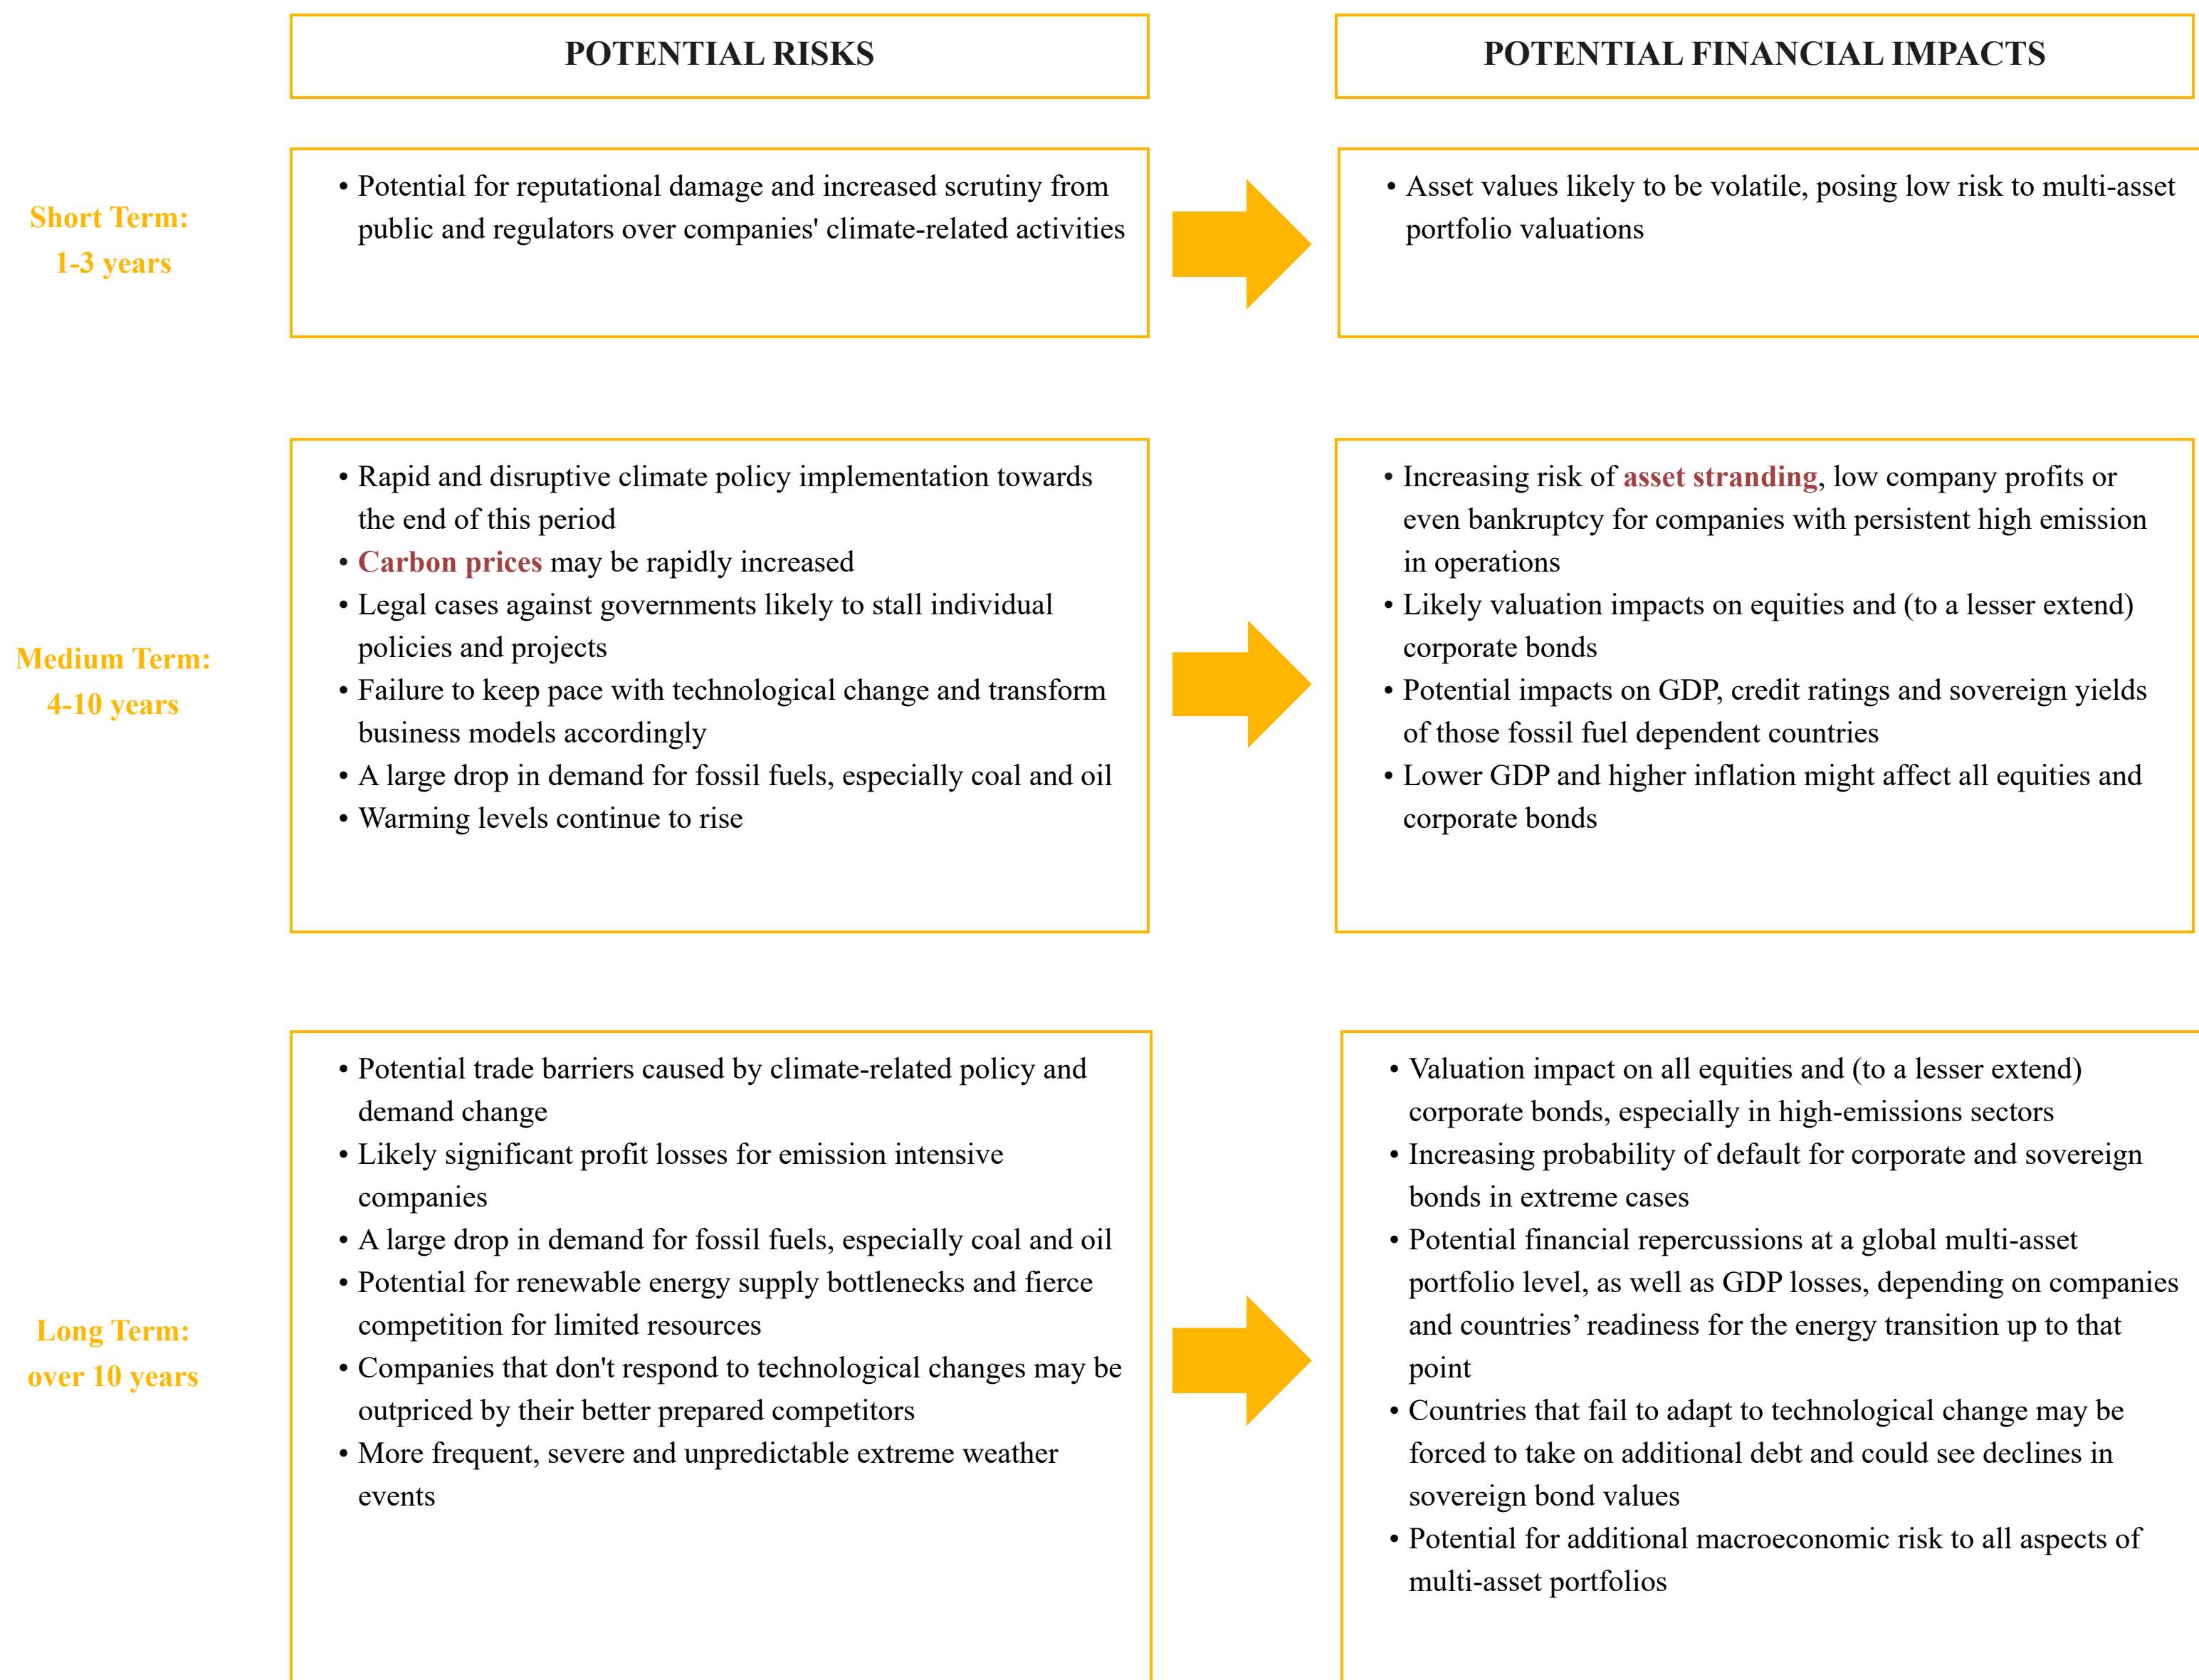 POTENTIAL RISKS
POTENTIAL FINANCIAL IMPACTS
Short Term:
1-3 years
• Potential for reputational damage and increased scrutiny from
public and regulators over companies' climate-related activities
• Asset values likely to be volatile, posing low risk to multi-asset
portfolio valuations
Medium Term:
4-10 years
• Rapid and disruptive climate policy implementation towards
the end of this period
• Carbon prices may be rapidly increased
• Legal cases against governments likely to stall individual
policies and projects
• Failure to keep pace with technological change and transform
business models accordingly
• A large drop in demand for fossil fuels, especially coal and oil
• Warming levels continue to rise
• Increasing risk of asset stranding, low company profits or
even bankruptcy for companies with persistent high emission
in operations
• Likely valuation impacts on equities and (to a lesser extend)
corporate bonds
• Potential impacts on GDP, credit ratings and sovereign yields
of those fossil fuel dependent countries
• Lower GDP and higher inflation might affect all equities and
corporate bonds
Long Term:
over 10 years
• Potential trade barriers caused by climate-related policy and
demand change
• Likely significant profit losses for emission intensive
companies
• A large drop in demand for fossil fuels, especially coal and oil
• Potential for renewable energy supply bottlenecks and fierce
competition for limited resources
• Companies that don't respond to technological changes may be
outpriced by their better prepared competitors
• More frequent, severe and unpredictable extreme weather
events
• Valuation impact on all equities and (to a lesser extend)
corporate bonds, especially in high-emissions sectors
• Increasing probability of default for corporate and sovereign
bonds in extreme cases
• Potential financial repercussions at a global multi-asset
portfolio level, as well as GDP losses, depending on companies
and countries’ readiness for the energy transition up to that
point
• Countries that fail to adapt to technological change may be
forced to take on additional debt and could see declines in
sovereign bond values
• Potential for additional macroeconomic risk to all aspects of
multi-asset portfolios